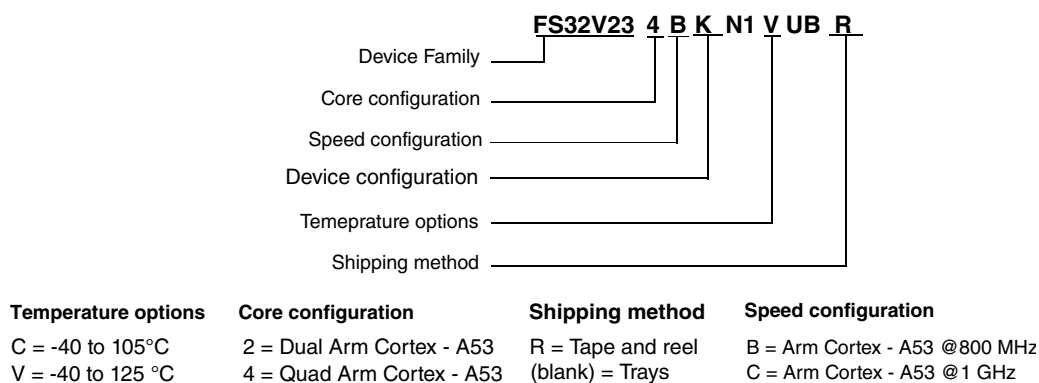 FS32V23 4 B K N1 V UB R
Device Family
Core configuration
Speed configuration
Device configuration
Temeprature options
Shipping method
Temperature options
C = -40 to 105°C
V = -40 to 125 °C
Core configuration
2 = Dual Arm Cortex - A53
4 = Quad Arm Cortex - A53
Shipping method
R = Tape and reel
(blank) = Trays
Speed configuration
B = Arm Cortex - A53 @800 MHz
C = Arm Cortex - A53 @1 GHz